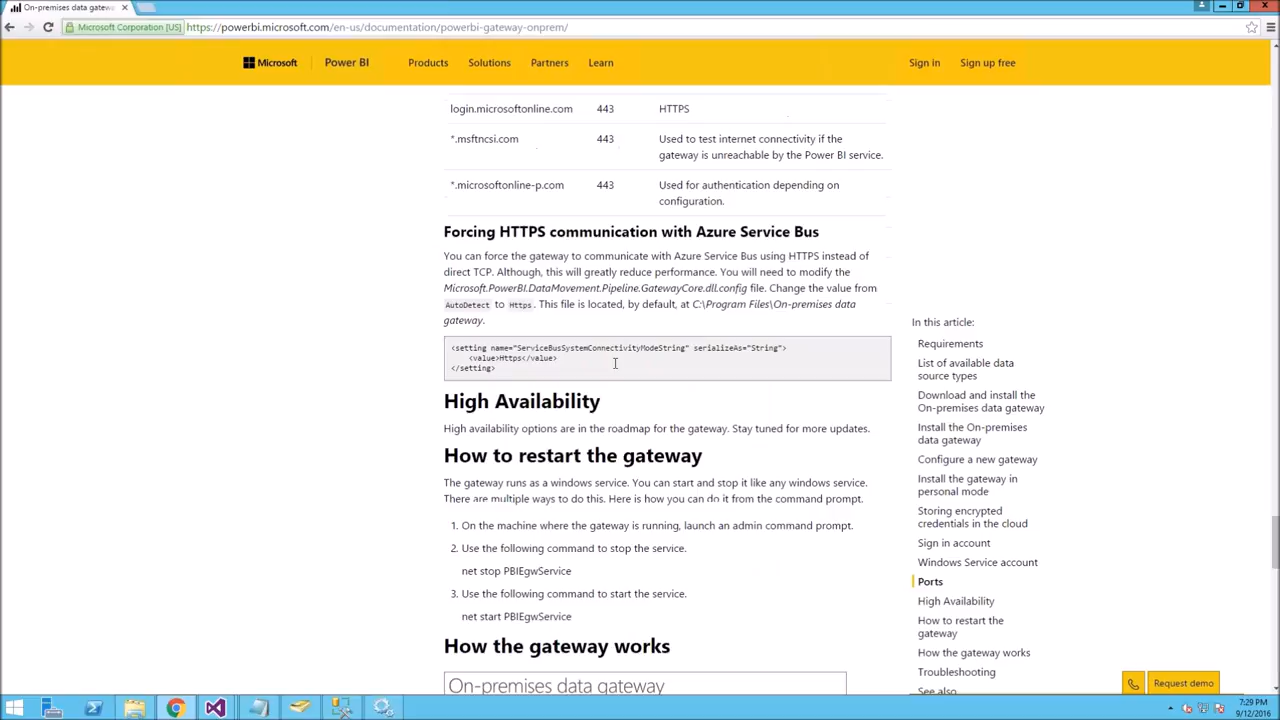 On-premises data gatewa
Microsoft Corporation [US] https://powerbi.microsoft.com/en-us/documentation/powerbi-gateway-onprem/
Microsoft Power BI Products Solutions Partners Learn Sign in Sign up free
login.microsoftonline.com 443 HTTPS
*.msftncsi.com 443 Used to test internet connectivity if the
gateway is unreachable by the Power BI service.
*.microsoftonline-p.com 443 Used for authentication depending on
configuration.
Forcing HTTPS communication with Azure Service Bus
You can force the gateway to communicate with Azure Service Bus using HTTPS instead of
direct TCP. Although, this will greatly reduce performance. You will need to modify the
Microsoft.PowerBI.DataMovement.Pipeline.GatewayCore.dll.config file. Change the value from
AutoDetect to Https. This file is located, by default, at C:\Program Files\On-premises data
gateway.
<setting name="ServiceBusSystemConnectivityModeString" serializeAs="String">
<value>Https</value>
</setting>
High Availability
High availability options are in the roadmap for the gateway. Stay tuned for more updates.
How to restart the gateway
The gateway runs as a windows service. You can start and stop it like any windows service.
There are multiple ways to do this. Here is how you can do it from the command prompt.
1. On the machine where the gateway is running, launch an admin command prompt.
2. Use the following command to stop the service.
net stop PBIEgwService
3. Use the following command to start the service.
net start PBIEgwService
How the gateway works
On-premises data gateway
In this article:
Requirements
List of available data
source types
Download and install the
On-premises data gateway
Install the On-premises
data gateway
Configure a new gateway
Install the gateway in
personal mode
Storing encrypted
credentials in the cloud
Sign in account
Windows Service account
Ports
High Availability
How to restart the
gateway
How the gateway works
Troubleshooting
See also
Request demo
7:29 PM
9/12/2016